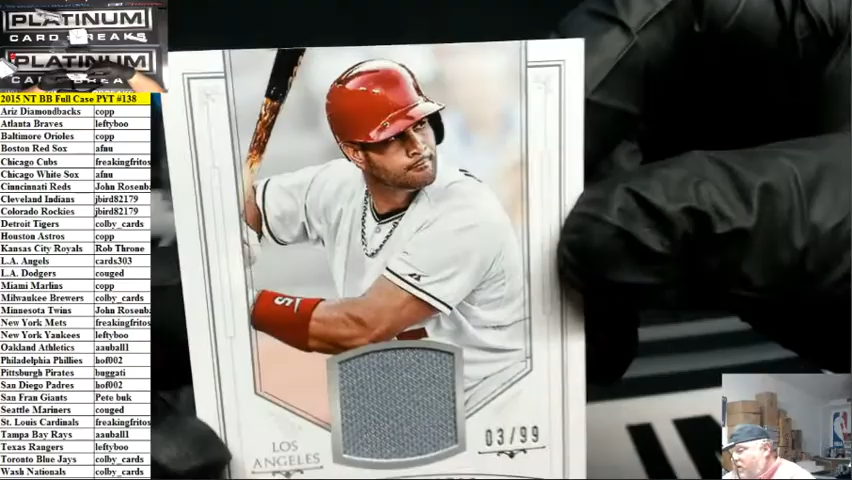 PLATINUM
CARD BREAKS
PLATINUM
CARD BREAKS
2015 NT BB Full Case PYT #138
Ariz Diamondbacks copp
Atlanta Braves leftyboo
Baltimore Orioles copp
Boston Red Sox afnu
Chicago Cubs freakingfritos
Chicago White Sox afnu
Cincinnati Reds John Rosenb
Cleveland Indians jbird82179
Colorado Rockies jbird82179
Detroit Tigers colby_cards
Houston Astros copp
Kansas City Royals Rob Throne
L.A. Angels cards303
L.A. Dodgers couged
Miami Marlins copp
Milwaukee Brewers colby_cards
Minnesota Twins John Rosenb
New York Mets freakingfritos
New York Yankees leftyboo
Oakland Athletics aauball1
Philadelphia Phillies hof002
Pittsburgh Pirates buggati
San Diego Padres hof002
San Fran Giants Pete buk
Seattle Mariners couged
St. Louis Cardinals freakingfritos
Tampa Bay Rays aauball1
Texas Rangers leftyboo
Toronto Blue Jays colby_cards
Wash Nationals colby_cards
5
LOS
ANGELES
03/99